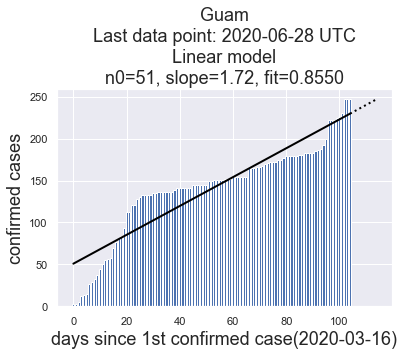 Guam
Last data point: 2020-06-28 UTC
Linear model
n0=51, slope=1.72, fit=0.8550
250
200
150
100
50
0
confirmed cases
0 20 40 60 80 100
days since 1st confirmed case(2020-03-16)